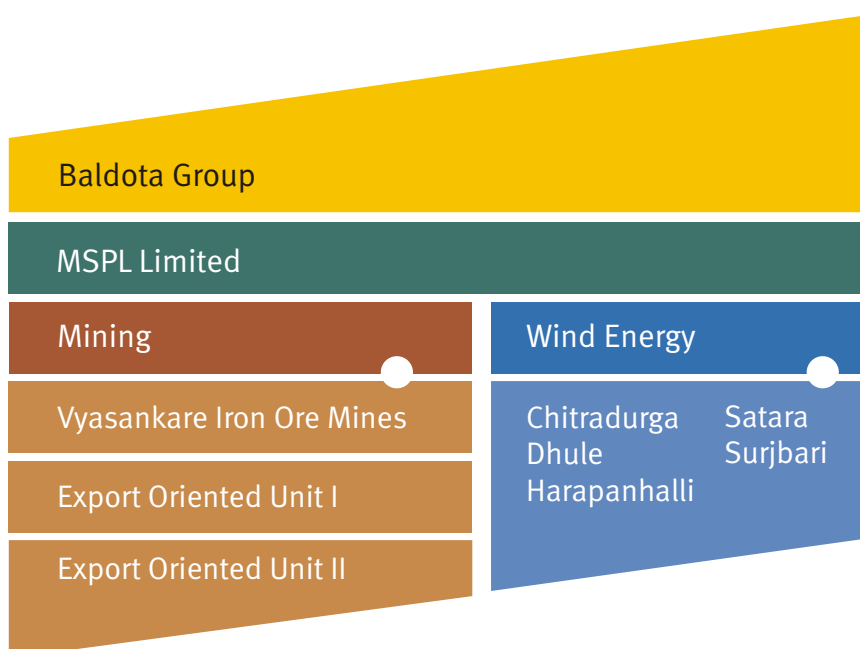 Baldota Group
MSPL Limited
Mining
Vyasankare Iron Ore Mines
Export Oriented Unit I
Export Oriented Unit II
Wind Energy
Chitradurga
Dhule
Harapanhalli
Satara
Surjbari